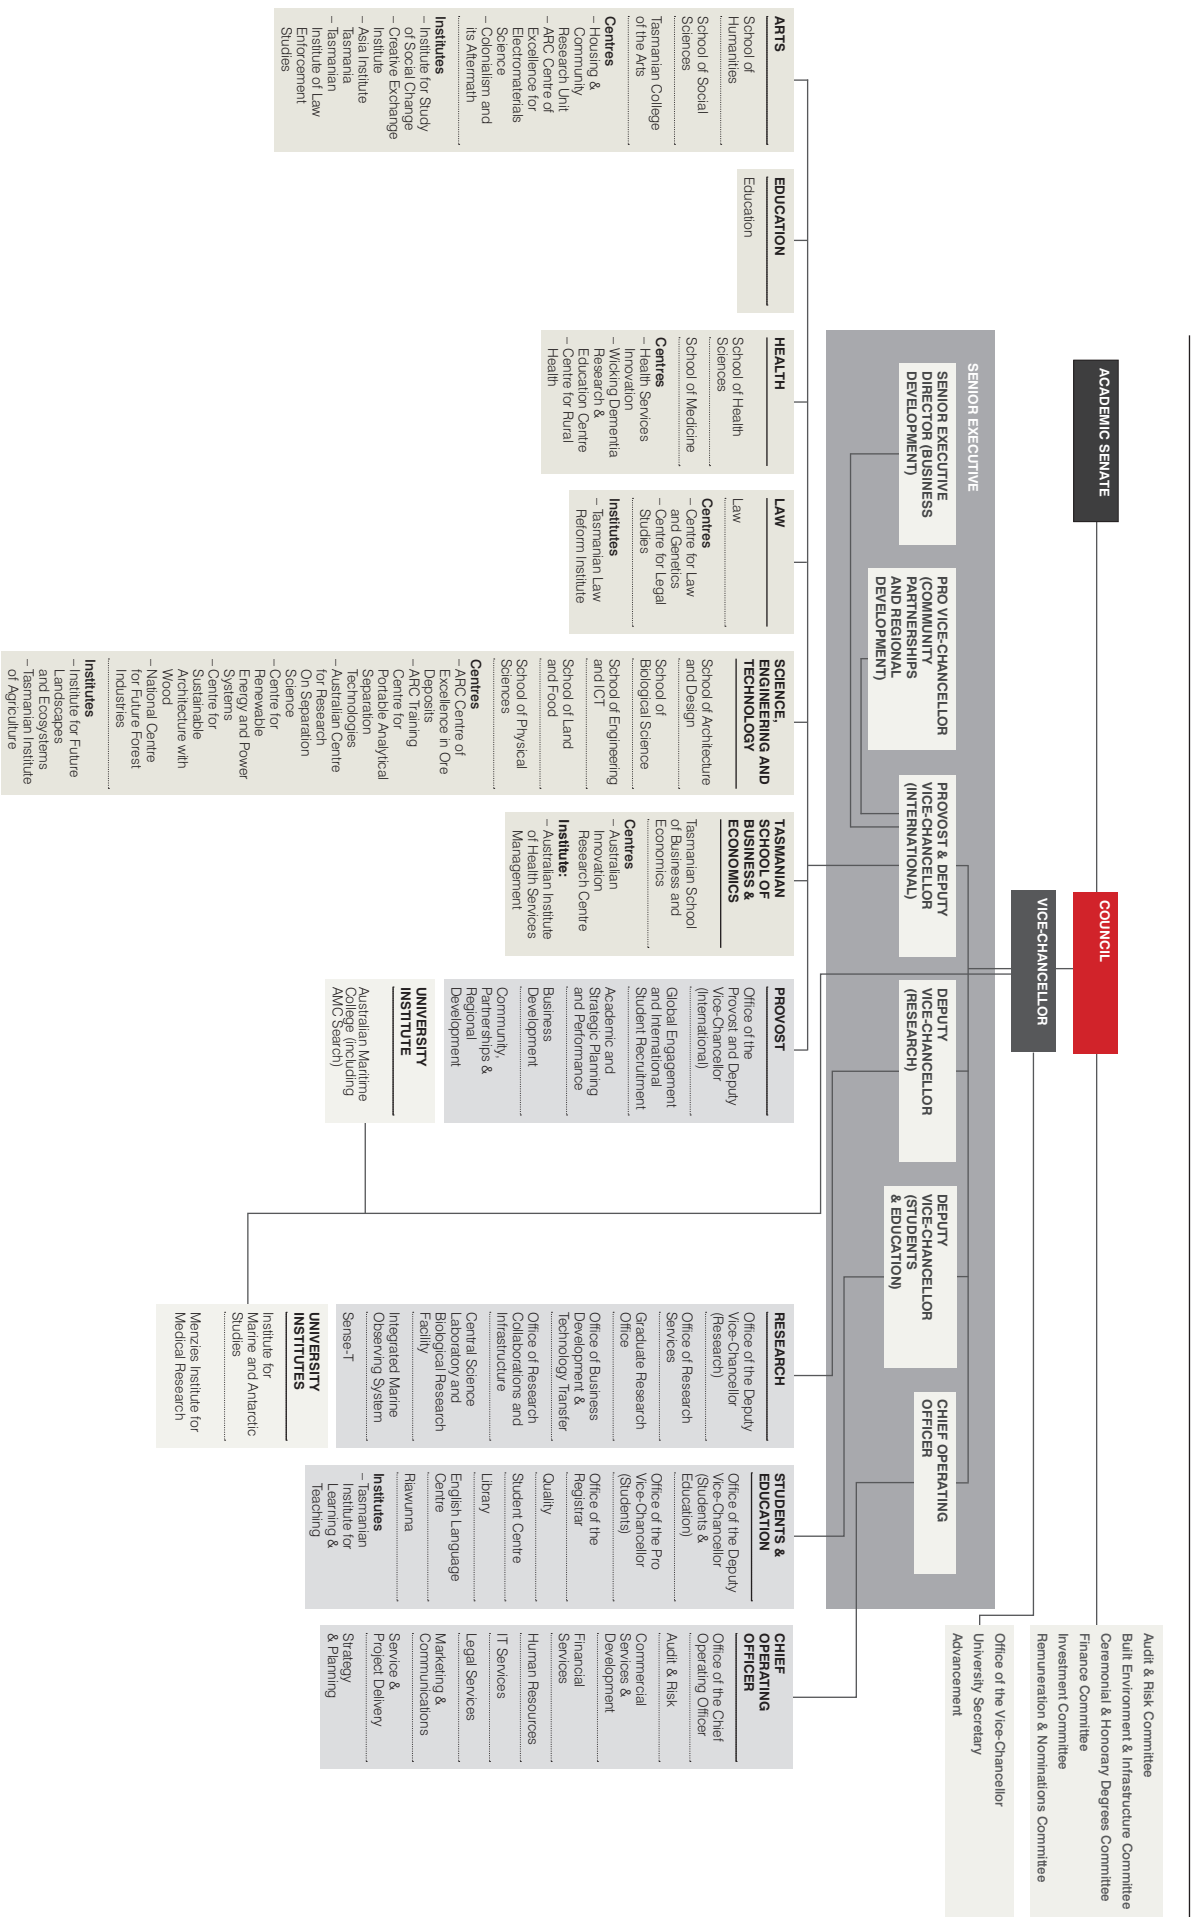 ACADEMIC SENATE
COUNCIL
Audit & Risk Committee
Built Environment & Infrastructure Committee
Ceremonial & Honorary Degrees Committee
Finance Committee
Investment Committee
Remuneration & Nominations Committee
VICE-CHANCELLOR
Office of the Vice-Chancellor
University Secretary
Advancement
SENIOR EXECUTIVE
SENIOR EXECUTIVE
DIRECTOR (BUSINESS
DEVELOPMENT)
PRO VICE-CHANCELLOR
(COMMUNITY
PARTNERSHIPS
AND REGIONAL
DEVELOPMENT)
PROVOST & DEPUTY
VICE-CHANCELLOR
(INTERNATIONAL)
DEPUTY
VICE-CHANCELLOR
(RESEARCH)
DEPUTY
VICE-CHANCELLOR
(STUDENTS
& EDUCATION)
CHIEF OPERATING
OFFICER
ARTS
School of
Humanities
School of Social
Sciences
Tasmanian College
of the Arts
Centres
– Housing &
Community
Research Unit
– ARC Centre of
Excellence for
Electromaterials
Science
– Colonialism and
its Aftermath
Institutes
– Institute for Study
of Social Change
– Creative Exchange
Institute
– Asia Institute
Tasmania
– Tasmanian
Institute of Law
Enforcement
Studies
EDUCATION
Education
HEALTH
School of Health
Sciences
School of Medicine
Centres
– Health Services
Innovation
– Wicking Dementia
Research &
Education Centre
– Centre for Rural
Health
LAW
Law
Centres
– Centre for Law
and Genetics
– Centre for Legal
Studies
Institutes
– Tasmanian Law
Reform Institute
SCIENCE,
ENGINEERING AND
TECHNOLOGY
School of Architecture
and Design
School of
Biological Science
School of Engineering
and ICT
School of Land
and Food
School of Physical
Sciences
Centres
– ARC Centre of
Excellence in Ore
Deposits
– ARC Training
Centre for
Portable Analytical
Separation
Technologies
– Australian Centre
for Research
On Separation
Science
– Centre for
Renewable
Energy and Power
Systems
– Centre for
Sustainable
Architecture with
Wood
– National Centre
for Future Forest
Industries
Institutes
– Institute for Future
Landscapes
and Ecosystems
– Tasmanian Institute
of Agriculture
TASMANIAN
SCHOOL OF
BUSINESS &
ECONOMICS
Tasmanian School
of Business and
Economics
Centres
– Australian
Innovation
Research Centre
Institute:
– Australian Institute
of Health Services
Management
PROVOST
Office of the
Provost and Deputy
Vice-Chancellor
(International)
Global Engagement
and International
Student Recruitment
Academic and
Strategic Planning
and Performance
Business
Development
Community,
Partnerships &
Regional
Development
UNIVERSITY
INSTITUTE
Australian Maritime
College (including
AMC Search)
RESEARCH
Office of the Deputy
Vice-Chancellor
(Research)
Office of Research
Services
Graduate Research
Office
Office of Business
Development &
Technology Transfer
Office of Research
Collaborations and
Infrastructure
Central Science
Laboratory and
Biological Research
Facility
Integrated Marine
Observing System
Sense-T
UNIVERSITY
INSTITUTES
Institute for
Marine and Antarctic
Studies
Menzies Institute for
Medical Research
STUDENTS &
EDUCATION
Office of the Deputy
Vice-Chancellor
(Students &
Education)
Office of the Pro
Vice-Chancellor
(Students)
Office of the
Registrar
Quality
Student Centre
Library
English Language
Centre
Riawunna
Institutes
– Tasmanian
Institute for
Learning &
Teaching
CHIEF
OPERATING
OFFICER
Office of the Chief
Operating Officer
Audit & Risk
Commercial
Services &
Development
Financial
Services
Human Resources
IT Services
Legal Services
Marketing &
Communications
Service &
Project Delivery
Strategy
& Planning